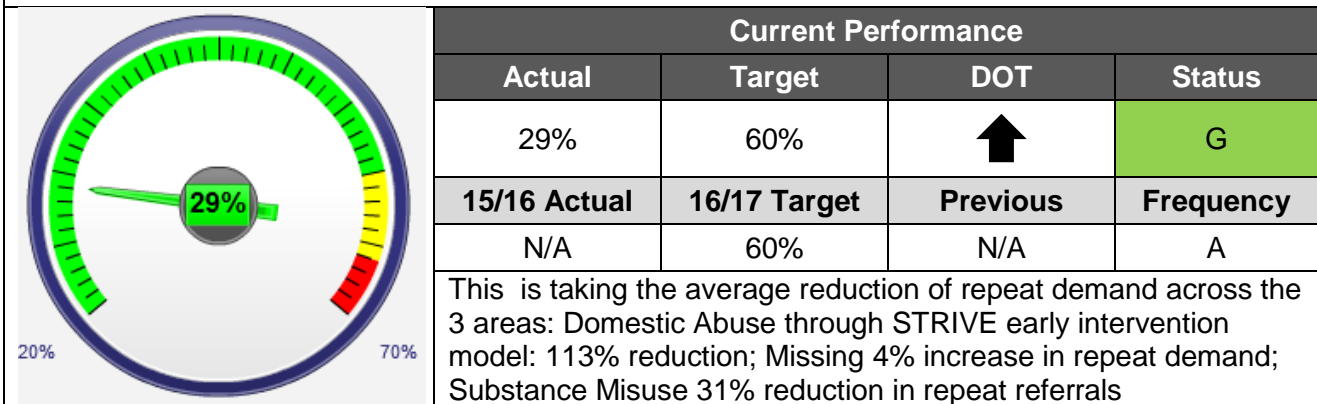 Current Performance
Actual Target DOT Status
29% 60% G
15/16 Actual 16/17 Target Previous Frequency
N/A 60% N/A A
This is taking the average reduction of repeat demand across the
3 areas: Domestic Abuse through STRIVE early intervention
model: 113% reduction; Missing 4% increase in repeat demand;
Substance Misuse 31% reduction in repeat referrals
29%
20% 70%